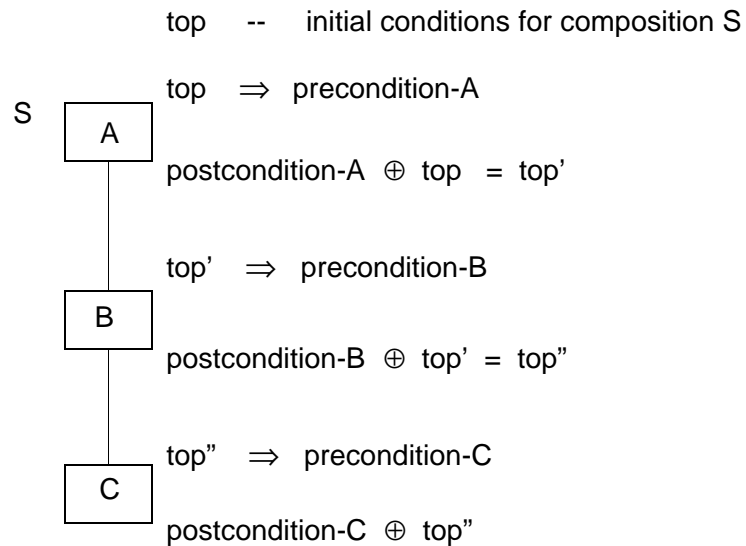 top -- initial conditions for composition S
top ⇒ precondition-A
S
A
postcondition-A ⊕ top = top’
top’ ⇒ precondition-B
B
postcondition-B ⊕ top’ = top”
top” ⇒ precondition-C
C
postcondition-C ⊕ top”